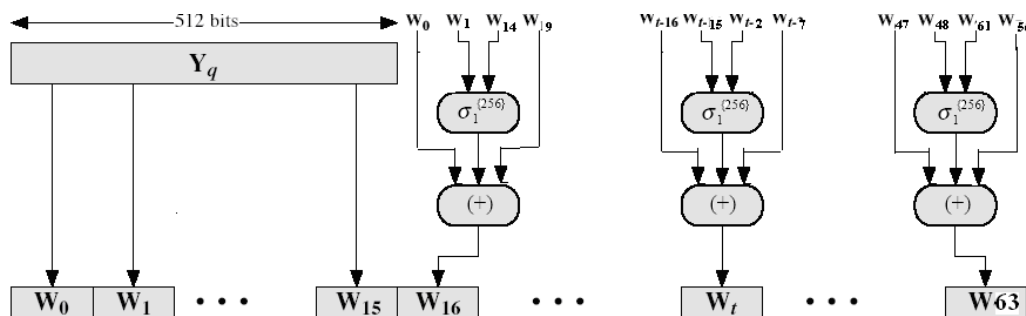 512 bits
W0 W1 W14 W9
Wt-16 Wt-15 Wt-2 Wt-7
W47 W48 W61 W56
Yq
σ1{256} σ1{256} σ1{256}
(+) (+) (+)
W0 W1 • • • W15 W16 • • • Wt • • • W63